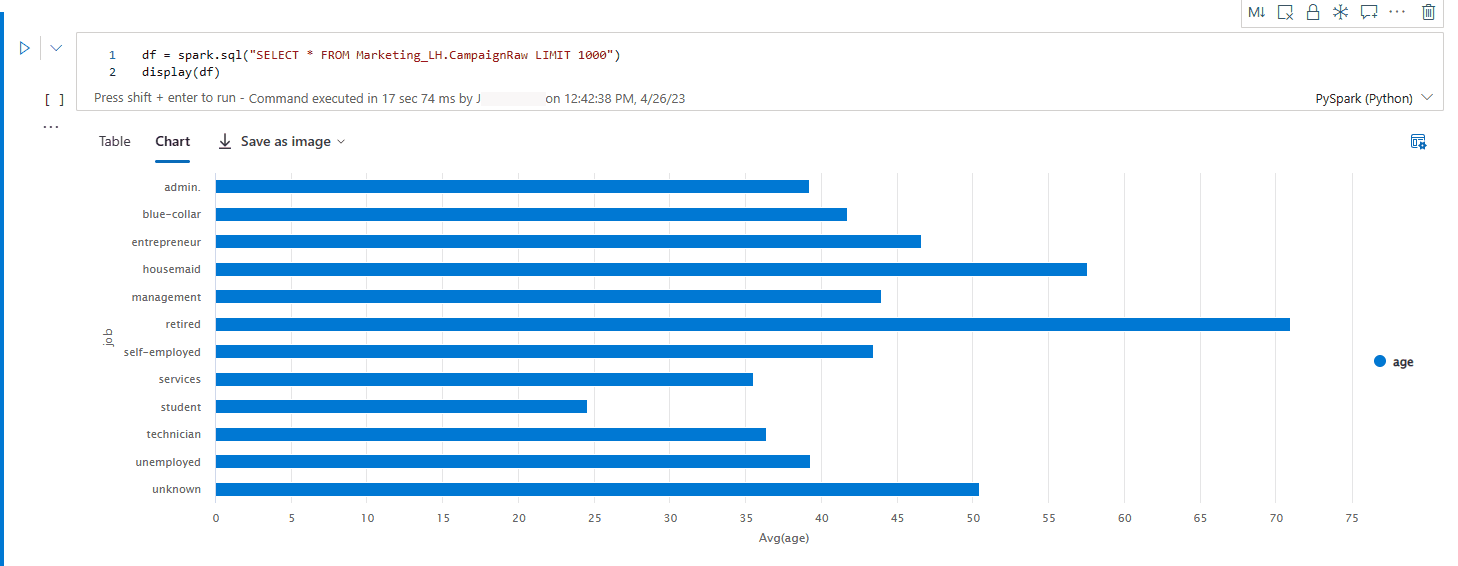 M↓
1 df = spark.sql("SELECT * FROM Marketing_LH.CampaignRaw LIMIT 1000")
2 display(df)
[ ] Press shift + enter to run - Command executed in 17 sec 74 ms by J on 12:42:38 PM, 4/26/23 PySpark (Python)
Table Chart Save as image
admin.
blue-collar
entrepreneur
housemaid
management
retired
job
self-employed
age
services
student
technician
unemployed
unknown
0 5 10 15 20 25 30 35 40 45 50 55 60 65 70 75
Avg(age)